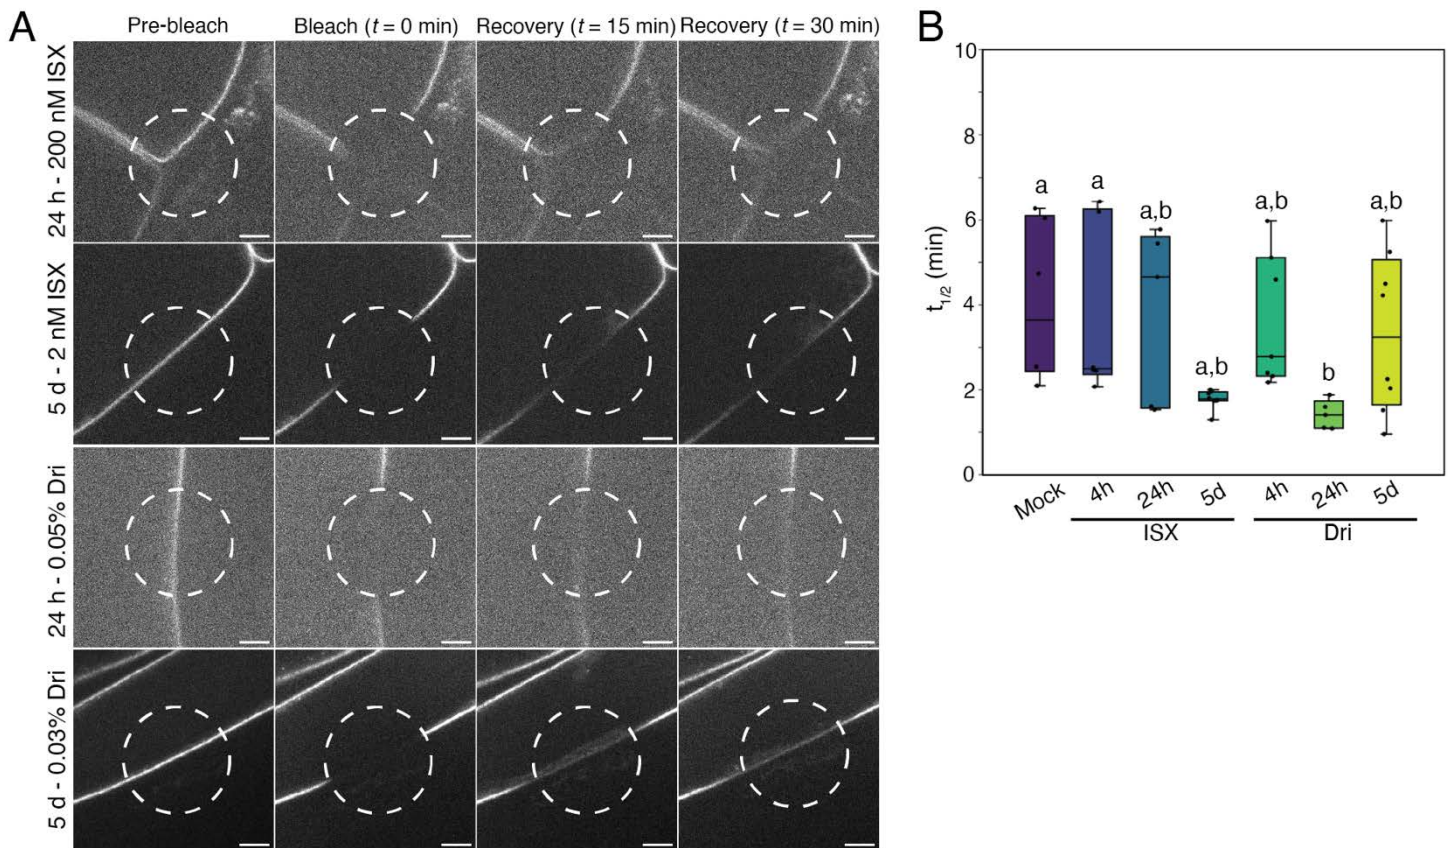 A
Pre-bleach
Bleach (t = 0 min)
Recovery (t = 15 min)
Recovery (t = 30 min)
24 h - 200 nM ISX
5 d - 2 nM ISX
24 h - 0.05% Dri
5 d - 0.03% Dri
B
10
8
6
4
2
0
t1/2 (min)
a
a
a,b
a,b
a,b
b
a,b
Mock
4h
24h
5d
4h
24h
5d
ISX
Dri